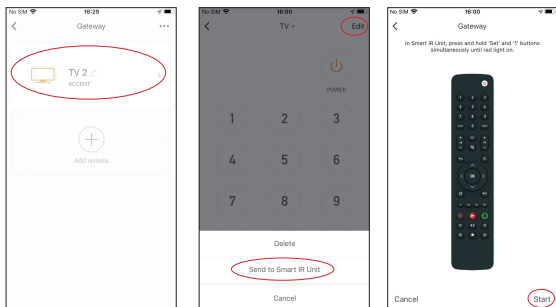 No SIM 16:29
Gateway
TV 2
ACCENT
Add remote
No SIM 16:00
TV
Edit
POWER
1 2 3
4 5 6
7 8 9
Delete
Send to Smart IR Unit
Cancel
No SIM 16:00
Gateway
In Smart IR Unit, press and hold 'Set' and '1' buttons
simultaneously until red light on.
Cancel
Start